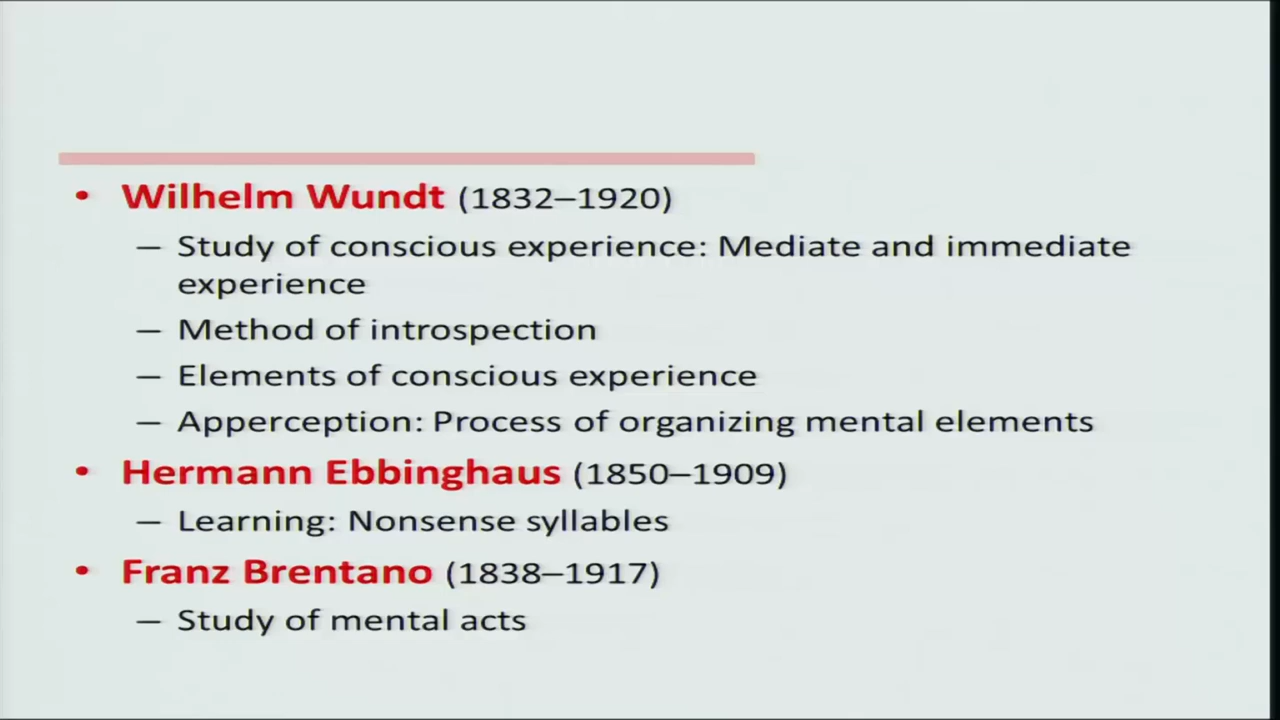 • Wilhelm Wundt (1832–1920)
– Study of conscious experience: Mediate and immediate
experience
– Method of introspection
– Elements of conscious experience
– Apperception: Process of organizing mental elements
• Hermann Ebbinghaus (1850–1909)
– Learning: Nonsense syllables
• Franz Brentano (1838–1917)
– Study of mental acts